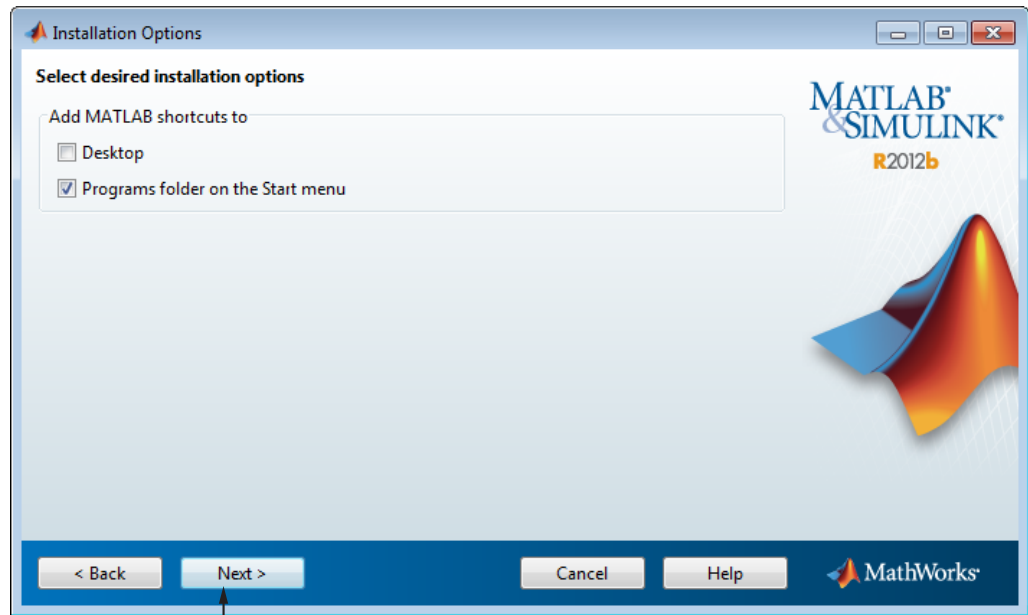 Installation Options
Select desired installation options
Add MATLAB shortcuts to
Desktop
Programs folder on the Start menu
MATLAB®
&SIMULINK®
R2012b
< Back
Next >
Cancel
Help
MathWorks®